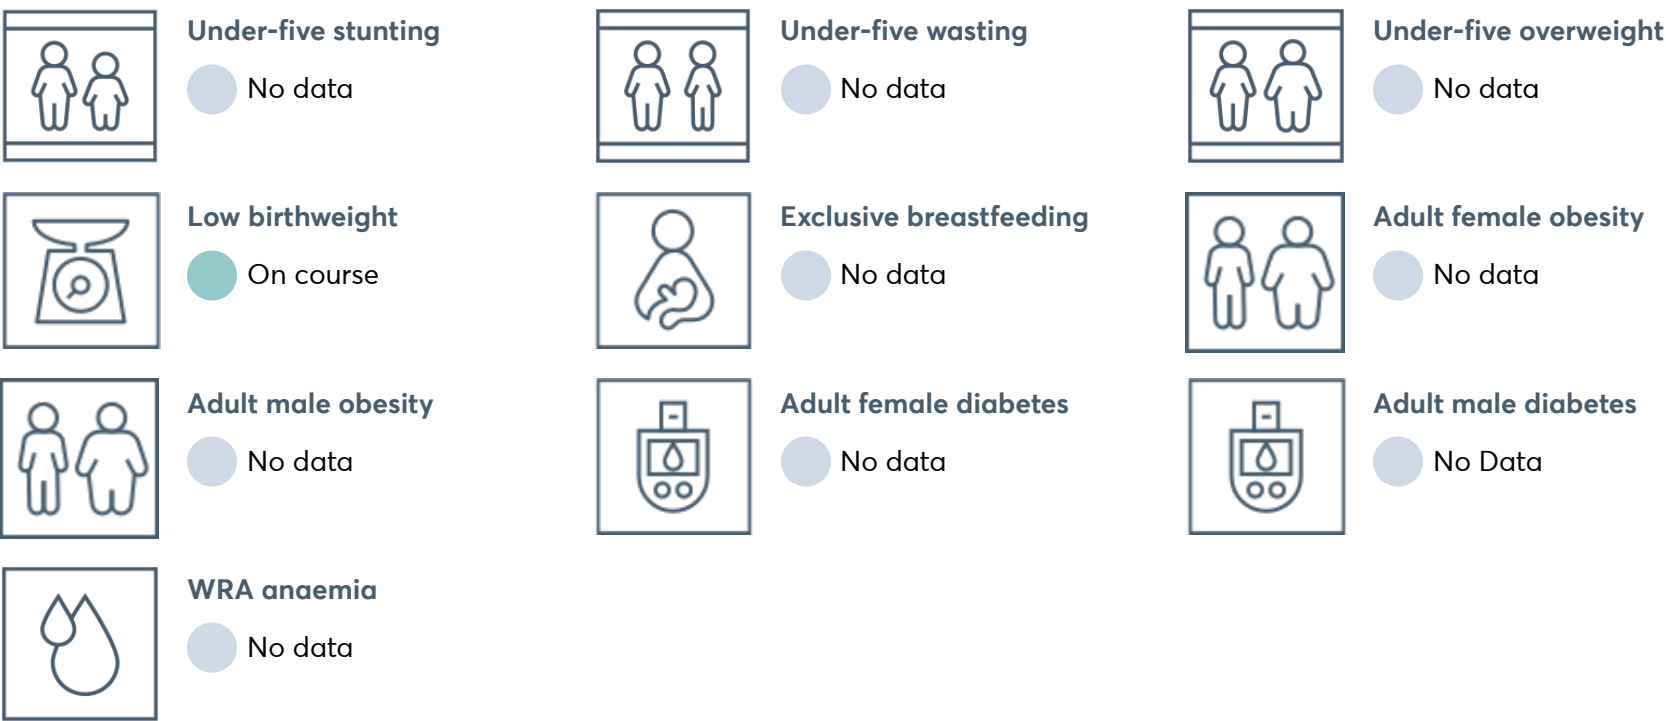 Under-five stunting
No data
Under-five wasting
No data
Under-five overweight
No data
Low birthweight
On course
Exclusive breastfeeding
No data
Adult female obesity
No data
Adult male obesity
No data
Adult female diabetes
No data
Adult male diabetes
No Data
WRA anaemia
No data